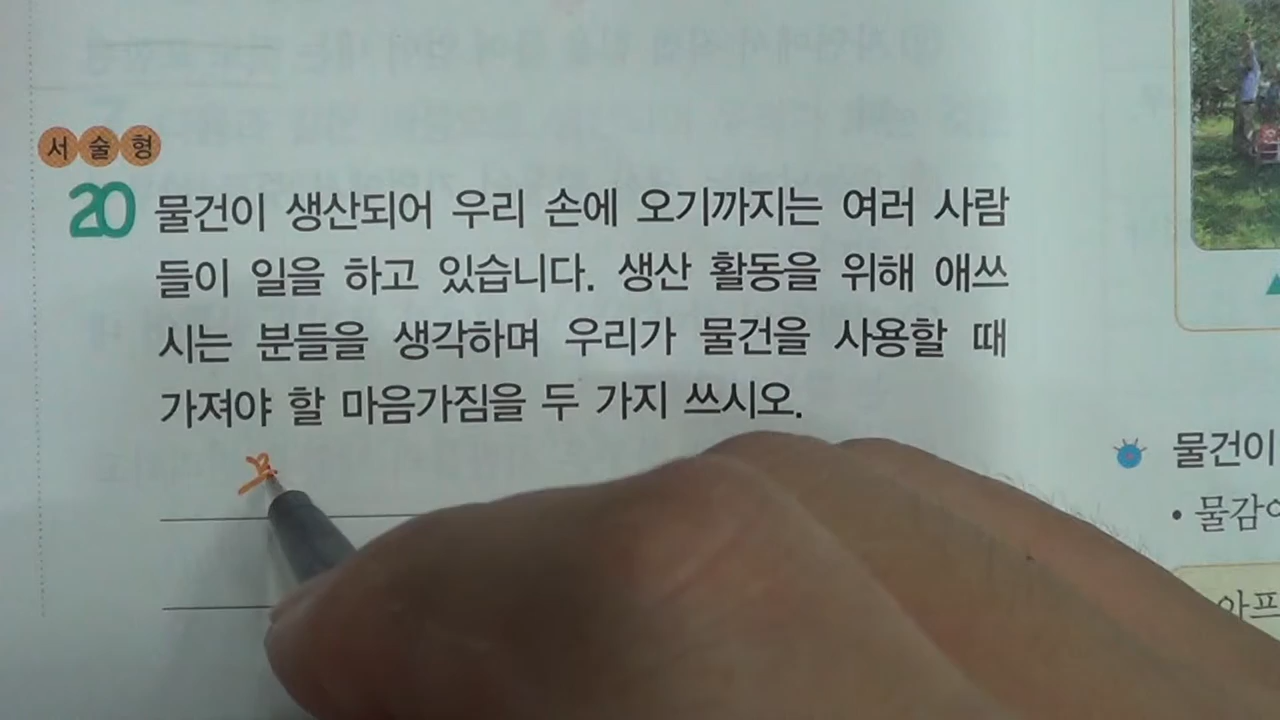 서술형
20 물건이 생산되어 우리 손에 오기까지는 여러 사람
들이 일을 하고 있습니다. 생산 활동을 위해 애쓰
시는 분들을 생각하며 우리가 물건을 사용할 때
가져야 할 마음가짐을 두 가지 쓰시오.
물건이
• 물감
아프